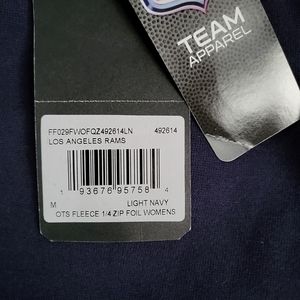 TEAM
APPAREL
FF029FWOFQZ492614LN 492614
LOS ANGELES RAMS
1 93676 95758 4
M LIGHT NAVY
OTS FLEECE 1/4 ZIP FOIL WOMENS